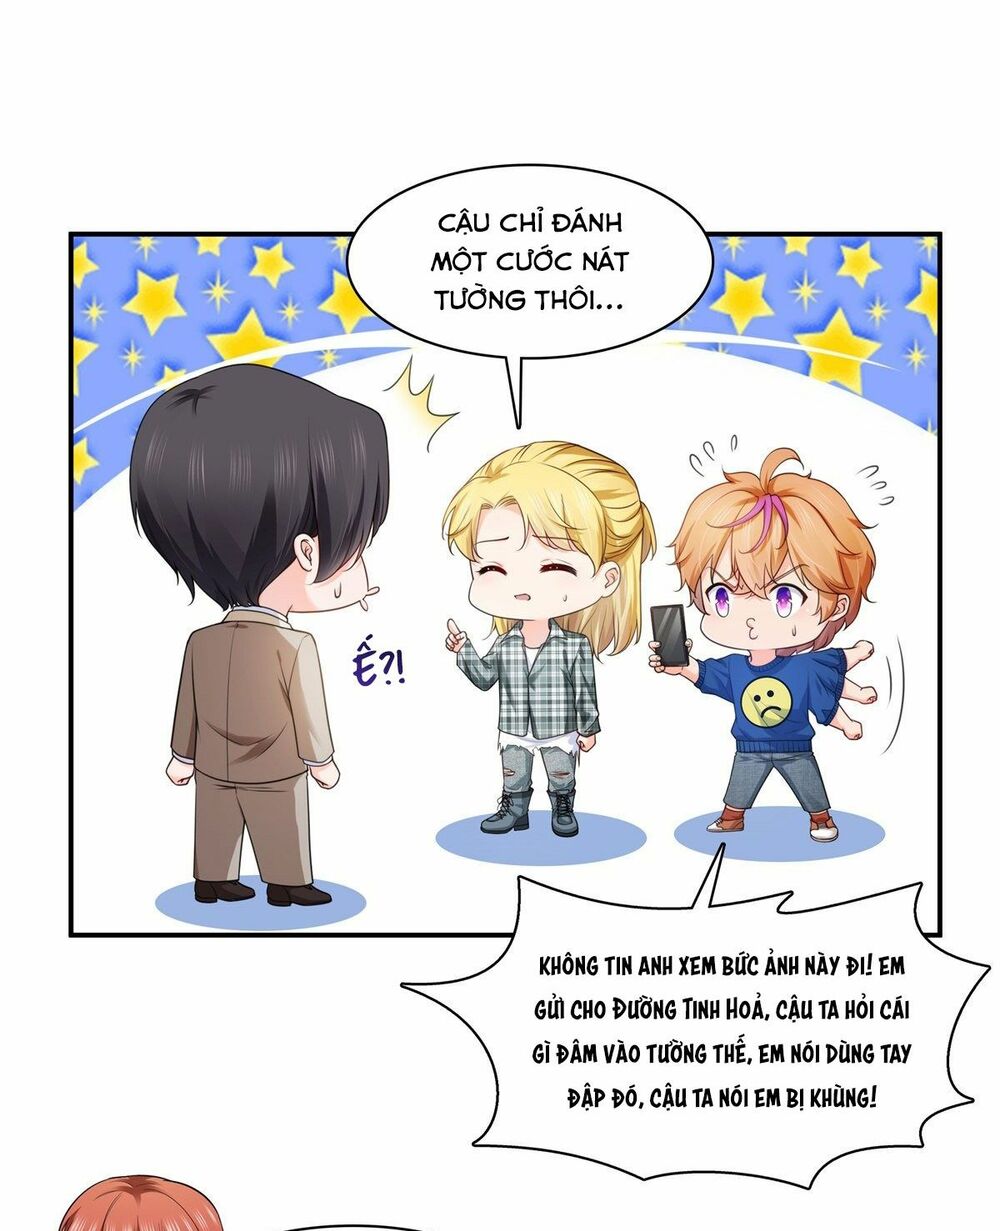 CẬU CHỈ ĐÁNH
MỘT CƯỚC NÁT
TƯỜNG THÔI...
Ế?!
KHÔNG TIN ANH XEM BỨC ẢNH NÀY ĐI! EM
GỬI CHO ĐƯỜNG TINH HOẢ, CẬU TA HỎI CÁI
GÌ ĐÂM VÀO TƯỜNG THẾ, EM NÓI DÙNG TAY
ĐẬP ĐÓ, CẬU TA NÓI EM BỊ KHÙNG!